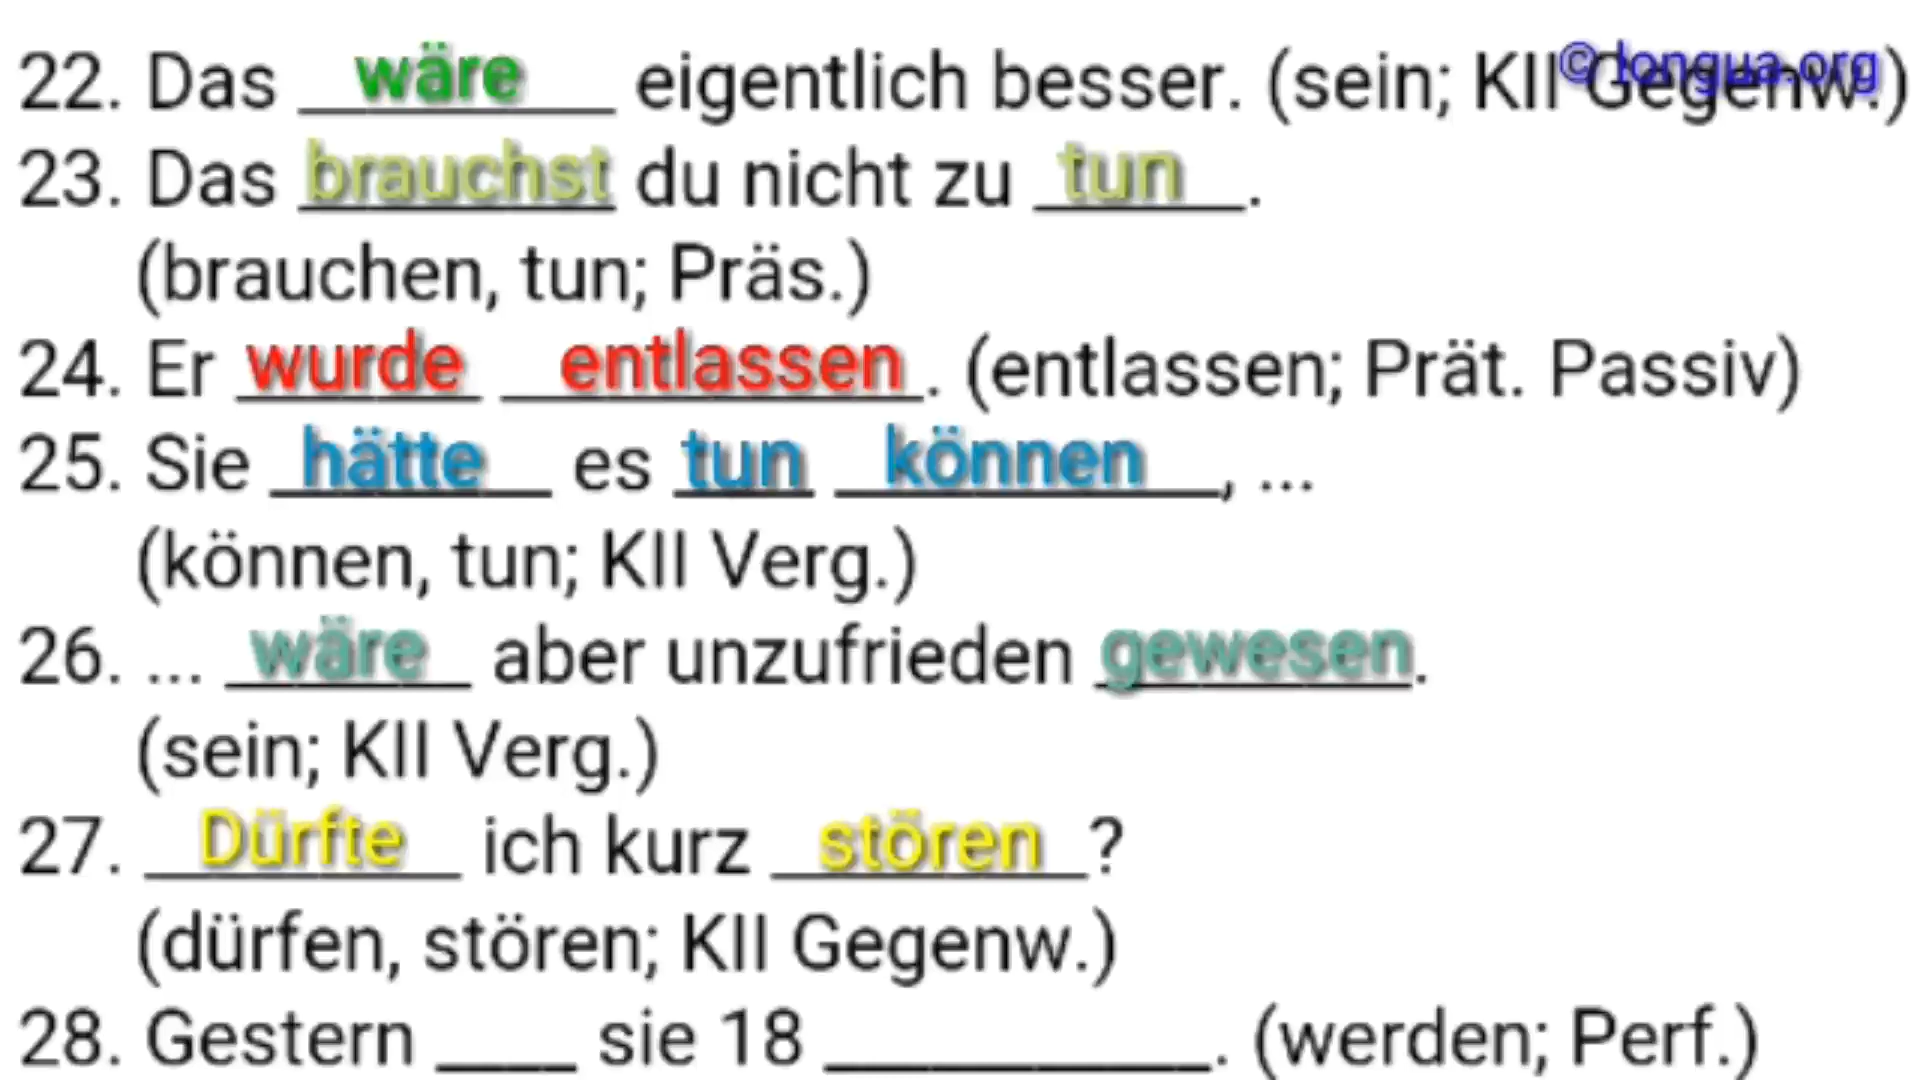 22. Das wäre eigentlich besser. (sein; KII Gegenw.)
© longua.org
23. Das brauchst du nicht zu tun.
(brauchen, tun; Präs.)
24. Er wurde entlassen. (entlassen; Prät. Passiv)
25. Sie hätte es tun können, ...
(können, tun; KII Verg.)
26. ... wäre aber unzufrieden gewesen.
(sein; KII Verg.)
27. Dürfte ich kurz stören?
(dürfen, stören; KII Gegenw.)
28. Gestern ____ sie 18 ___________. (werden; Perf.)